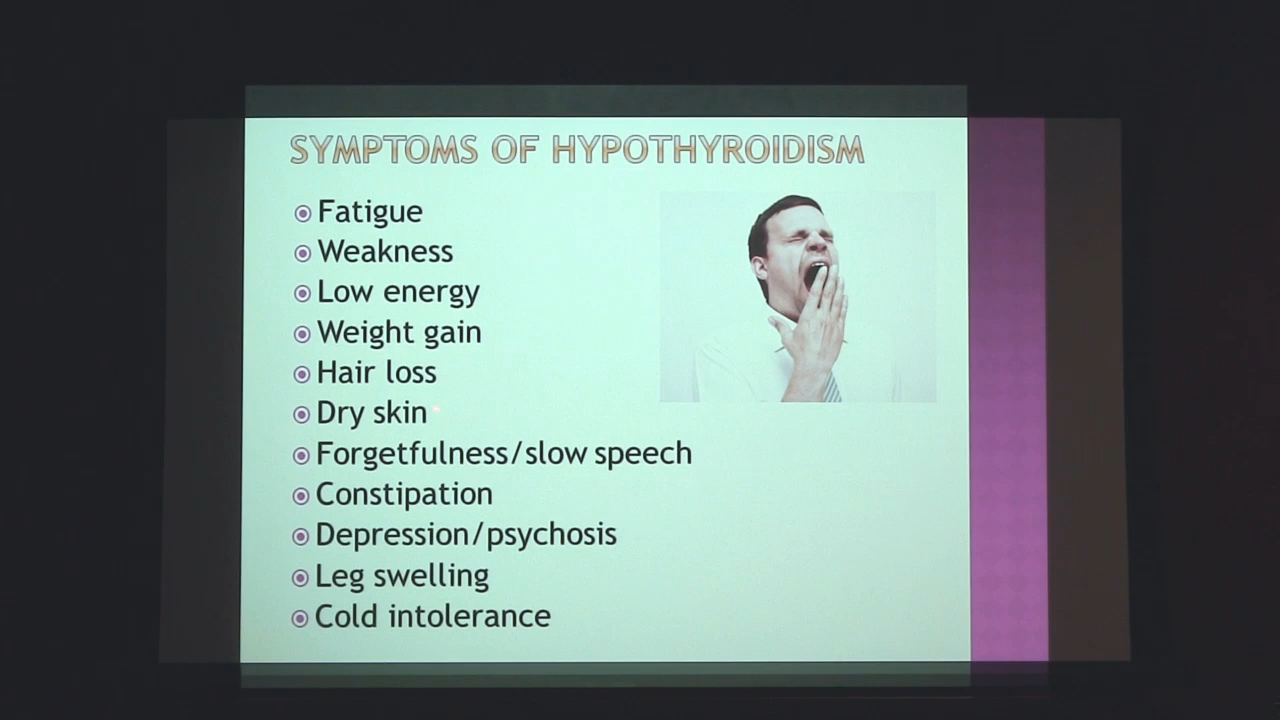 SYMPTOMS OF HYPOTHYROIDISM
Fatigue
Weakness
Low energy
Weight gain
Hair loss
Dry skin
Forgetfulness/slow speech
Constipation
Depression/psychosis
Leg swelling
Cold intolerance